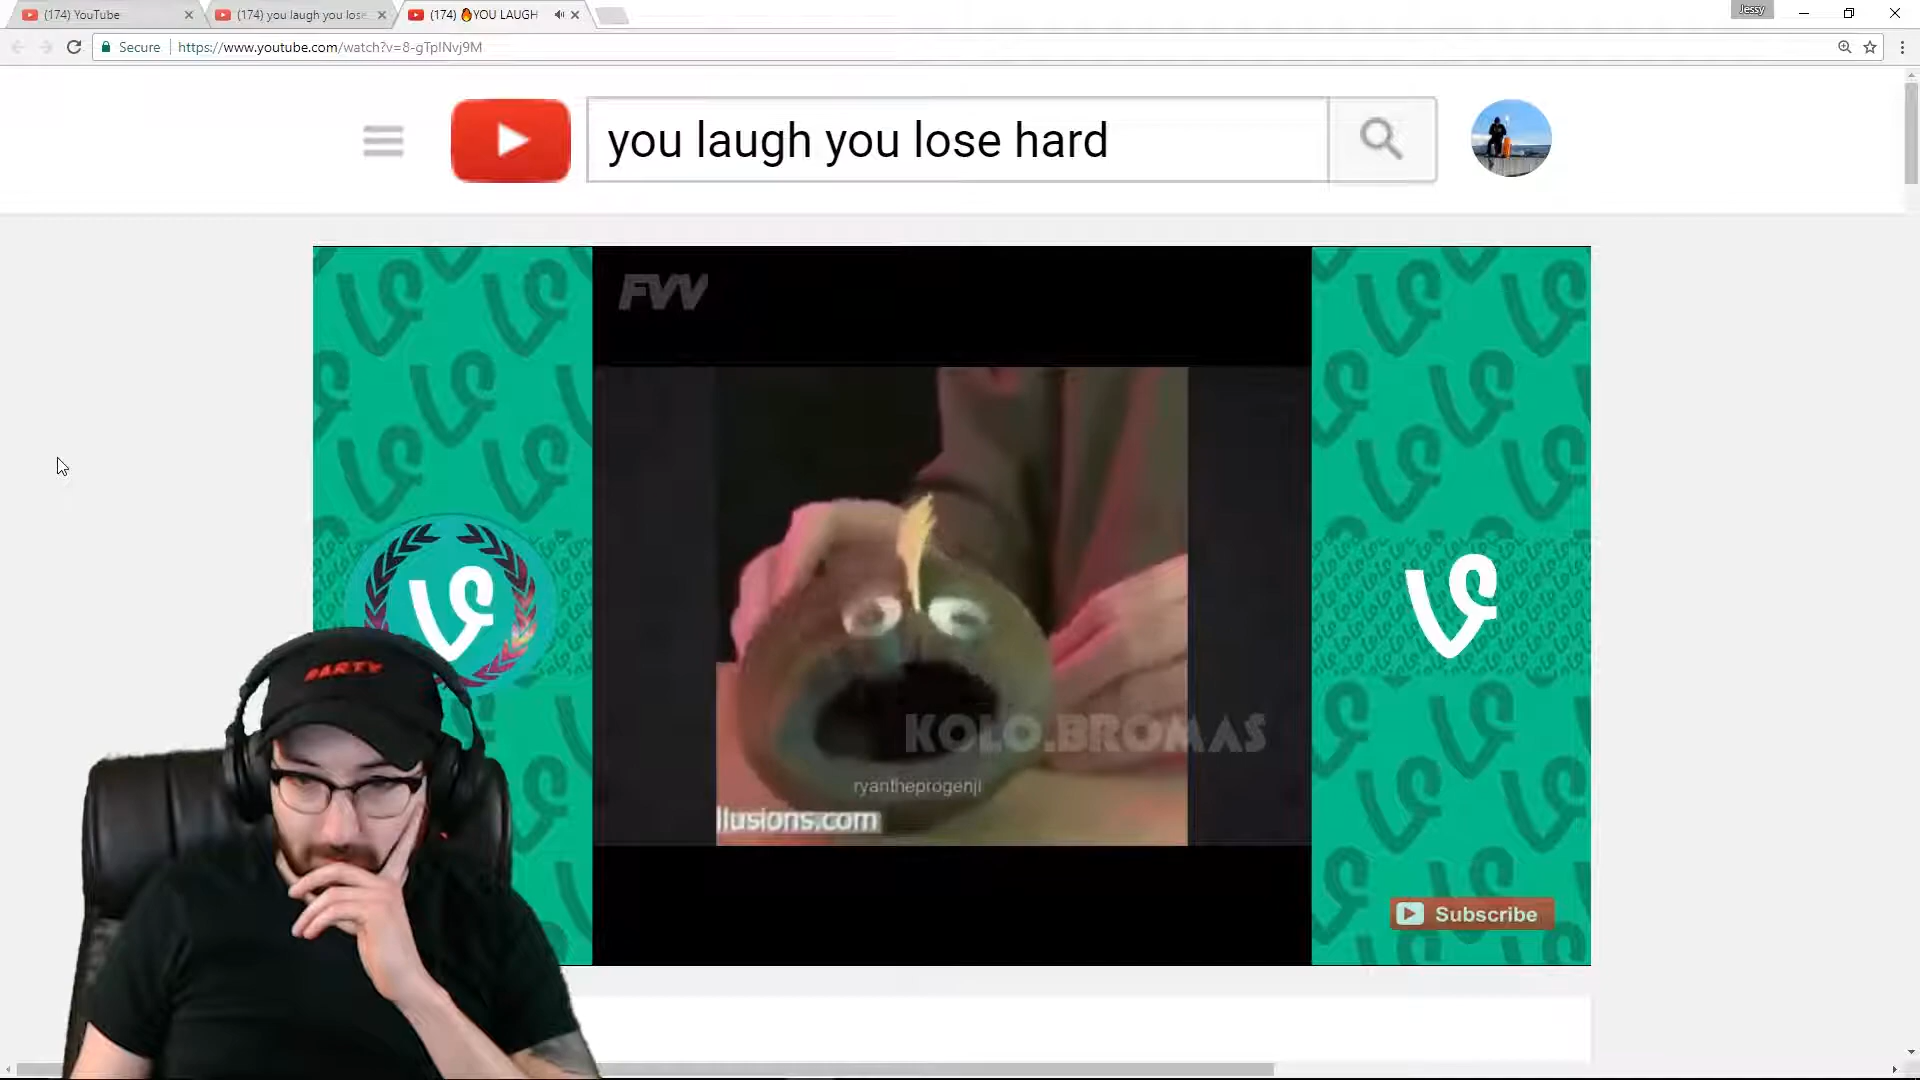 (174) YouTube
(174) you laugh you lose
(174) 🔥YOU LAUGH
Jessy
Secure
https://www.youtube.com/watch?v=8-gTpINvj9M
you laugh you lose hard
FVV
KOLO.BROMAS
ryantheprogenji
llusions.com
PARTY
Subscribe